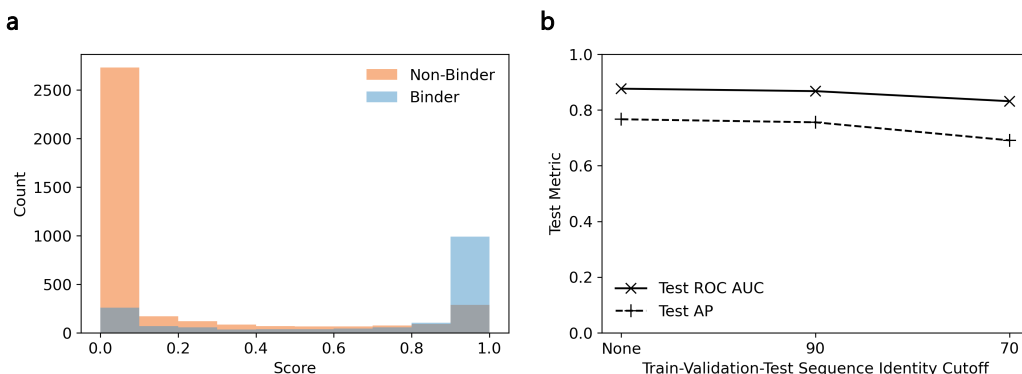 a
Count
2500
2000
1500
1000
500
0
Non-Binder
Binder
0.0 0.2 0.4 0.6 0.8 1.0
Score
b
Test Metric
1.0
0.8
0.6
0.4
0.2
0.0
Test ROC AUC
Test AP
None 90 70
Train-Validation-Test Sequence Identity Cutoff